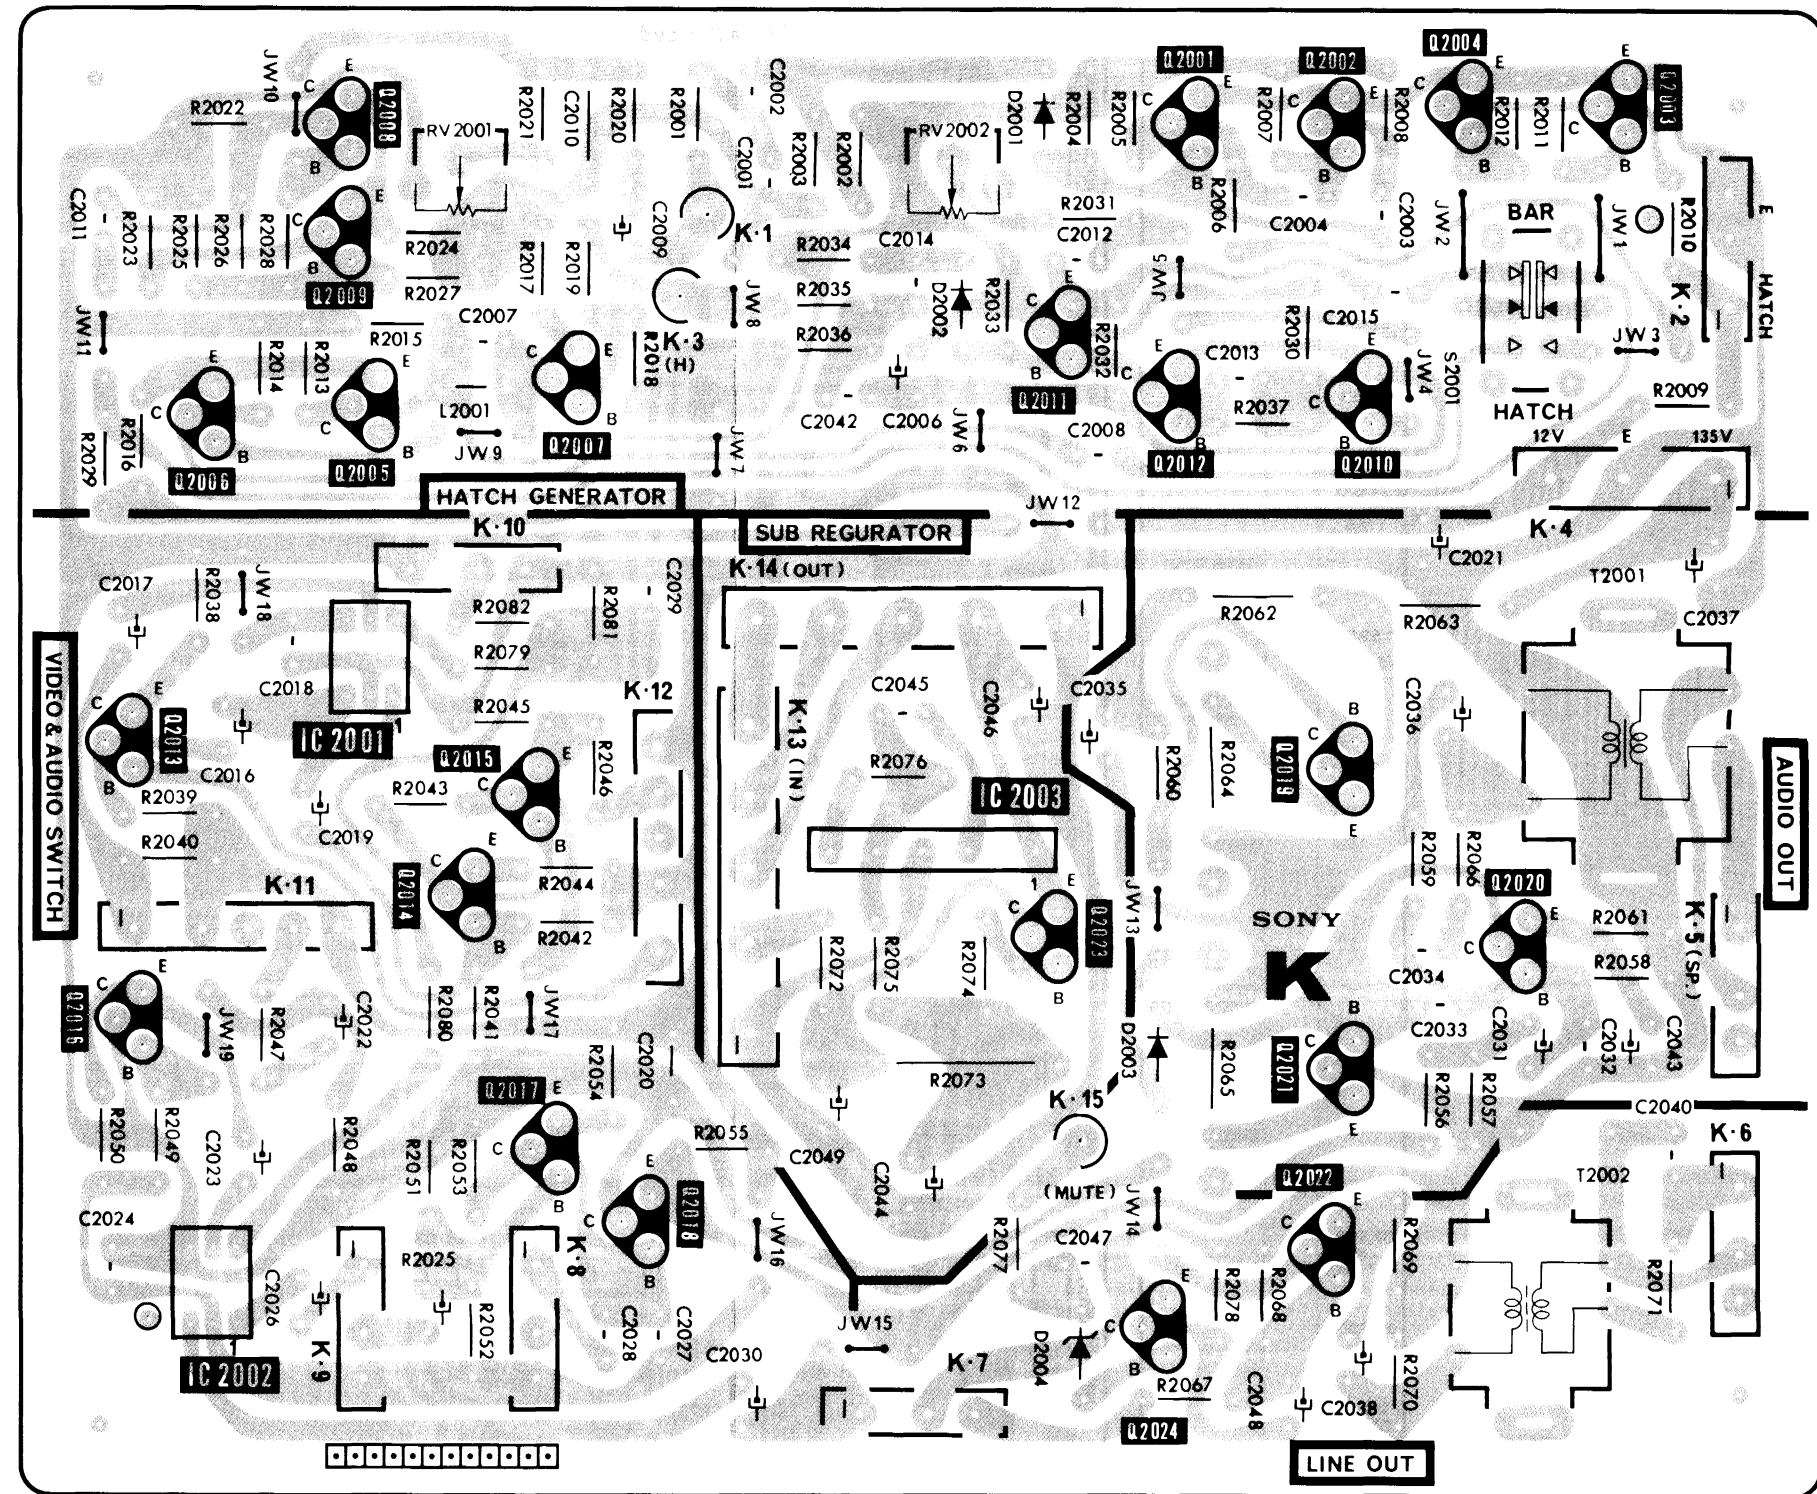 Q2004
Q2001
Q2002
E
E
JW10
E
C
Q2008
C2002
C
E
C
E
C
E
Q2003
R2022
R2021
C2010
R2020
R2001
D2001
R2004
R2005
R2007
R2008
R2012
R2011
C
RV2001
RV2002
B
C2001
R2003
R2002
B
B
B
B
E
C2011
R2023
R2025
R2026
R2028
C
R2024
C2009
K·1
R2034
C2014
R2031
C2012
R2006
C2004
C2003
JW2
BAR
JW1
R2010
E
B
Q2009
R2027
R2017
R2019
R2035
D2002
R2033
E
JW5
K·2
HATCH
JW11
R2015
C2007
JW8
R2036
C
R2032
R2030
C2015
E
JW3
E
R2014
R2013
E
C
E
R2018
K·3
(H)
B
E
C2013
C
JW4
S2001
R2009
C
L2001
B
C2042
C2006
JW6
Q2011
C
C2008
R2037
HATCH
R2029
R2016
B
Q2006
C
B
Q2005
JW9
Q2007
JW7
B
Q2012
B
Q2010
12V
E
135V
HATCH GENERATOR
JW12
K·10
SUB REGURATOR
K·4
C2017
R2038
JW18
K·14 (OUT)
C2029
C2021
T2001
R2082
R2081
R2062
R2063
C2037
R2079
VIDEO & AUDIO SWITCH
C2018
K·12
C2045
C2046
C2035
C2036
C
E
Q2013
R2045
K·13 (IN)
B
1
IC 2001
C
Q2015
E
R2046
R2076
R2060
R2064
Q2019
AUDIO OUT
C2016
B
R2039
R2043
C
IC 2003
R2040
C2019
E
B
E
R2059
R2066
K·11
Q2014
C
R2044
1
E
JW13
Q2020
E
R2042
B
C
Q2023
SONY
K
R2061
K·5 (SP.)
E
C
R2072
R2075
R2074
B
C
R2058
C2034
Q2016
JW19
R2047
C2022
R2080
R2041
JW17
B
B
C2033
C2031
C2032
C2043
B
R2054
C2020
D2003
R2065
C
Q2021
Q2017
E
R2073
R2056
R2057
K·15
E
C2040
R2050
R2049
C2023
R2048
R2051
R2053
C
R2055
C2049
K·6
E
C2044
(MUTE)
JW14
Q2022
T2002
C2024
B
C
Q2018
E
R2025
K·8
JW16
R2077
C2047
C
R2069
B
C2026
E
R2078
R2068
R2071
B
K·9
R2052
C2028
C2027
JW15
C
1
C2030
D2004
B
IC 2002
K·7
R2067
C2048
R2070
C2038
Q2024
LINE OUT